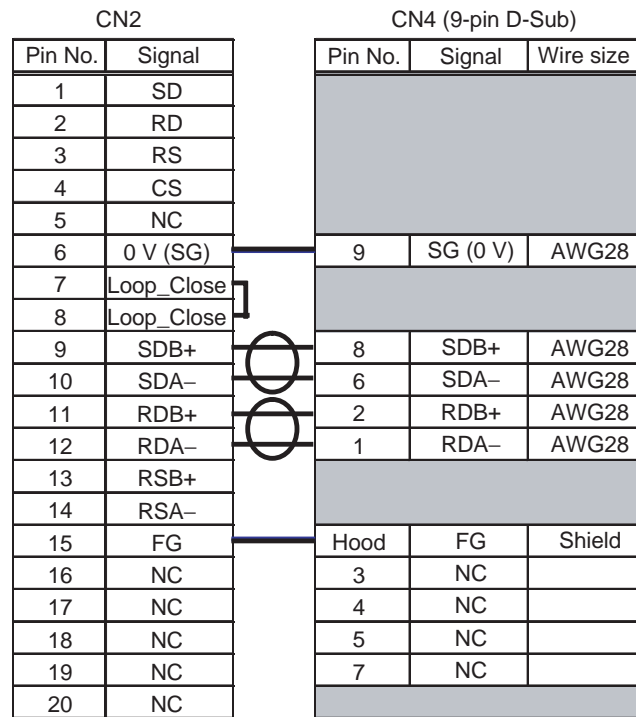 CN2 CN4 (9-pin D-Sub)
Pin No. Signal Pin No. Signal Wire size
1 SD
2 RD
3 RS
4 CS
5 NC
6 0 V (SG) 9 SG (0 V) AWG28
7 Loop_Close
8 Loop_Close
9 SDB+ 8 SDB+ AWG28
10 SDA− 6 SDA− AWG28
11 RDB+ 2 RDB+ AWG28
12 RDA− 1 RDA− AWG28
13 RSB+
14 RSA−
15 FG Hood FG Shield
16 NC 3 NC
17 NC 4 NC
18 NC 5 NC
19 NC 7 NC
20 NC